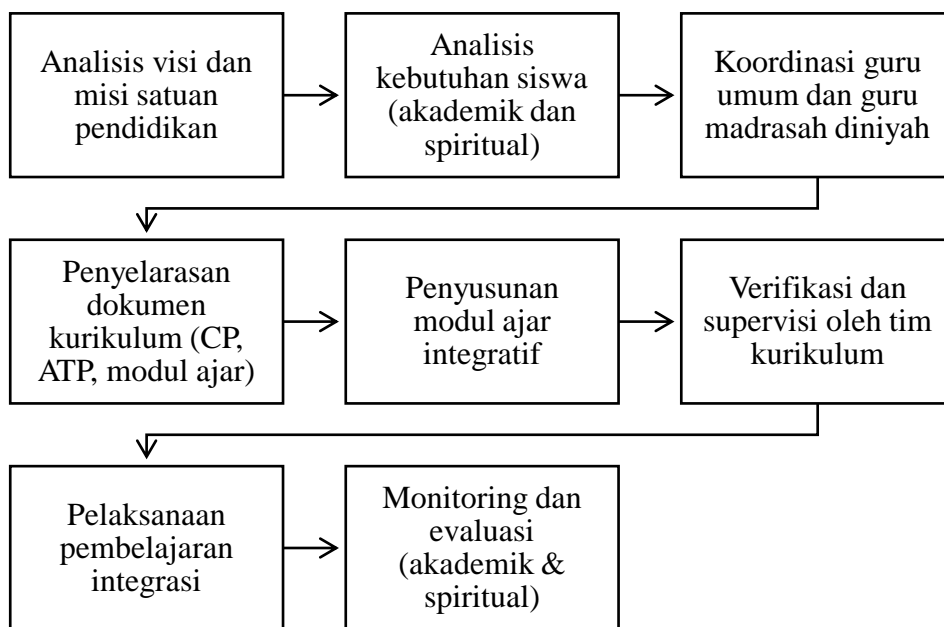 Analisis visi dan
misi satuan
pendidikan
Analisis
kebutuhan siswa
(akademik dan
spiritual)
Koordinasi guru
umum dan guru
madrasah diniyah
Penyelarasan
dokumen
kurikulum (CP,
ATP, modul ajar)
Penyusunan
modul ajar
integratif
Verifikasi dan
supervisi oleh tim
kurikulum
Pelaksanaan
pembelajaran
integrasi
Monitoring dan
evaluasi
(akademik &
spiritual)